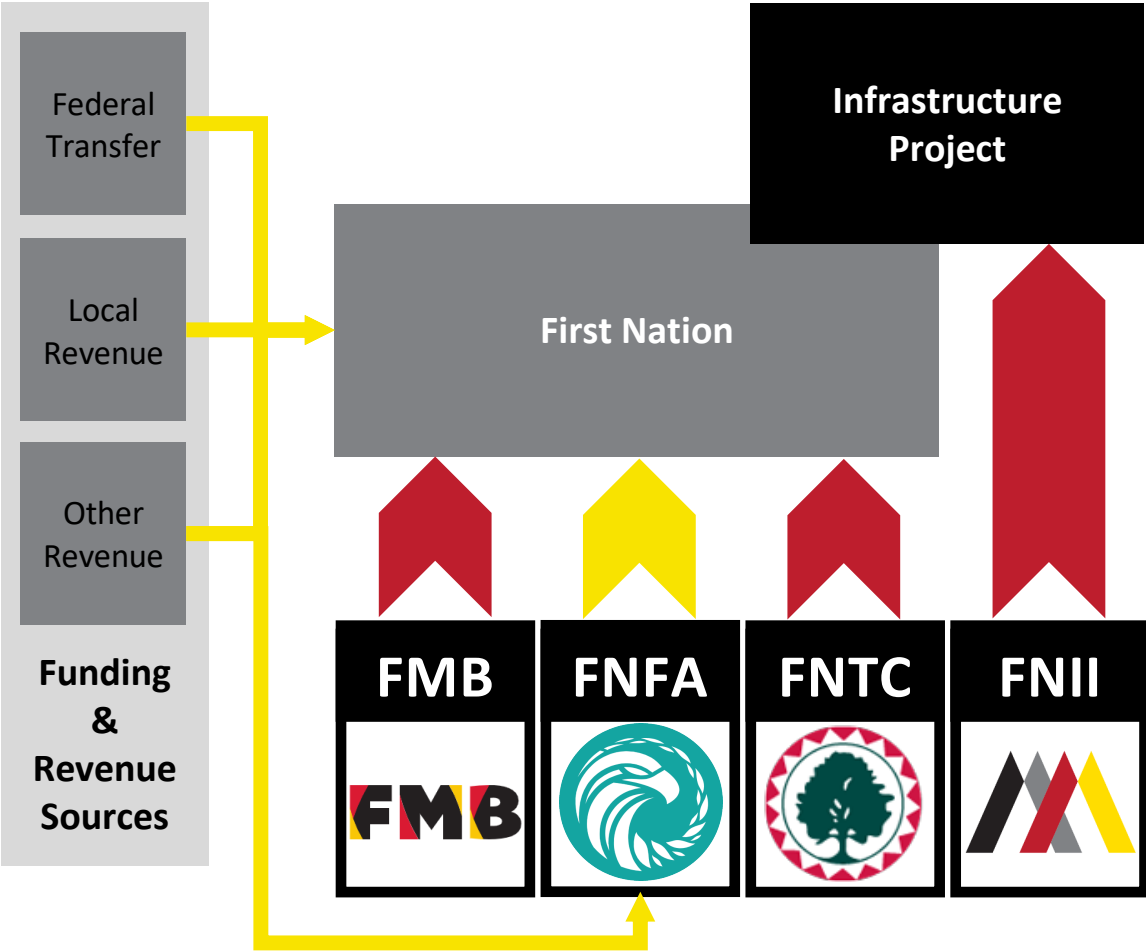 Federal
Transfer
Local
Revenue
Other
Revenue
Funding
&
Revenue
Sources
Infrastructure
Project
First Nation
FMB
FNFA
FNTC
FNII
FMB